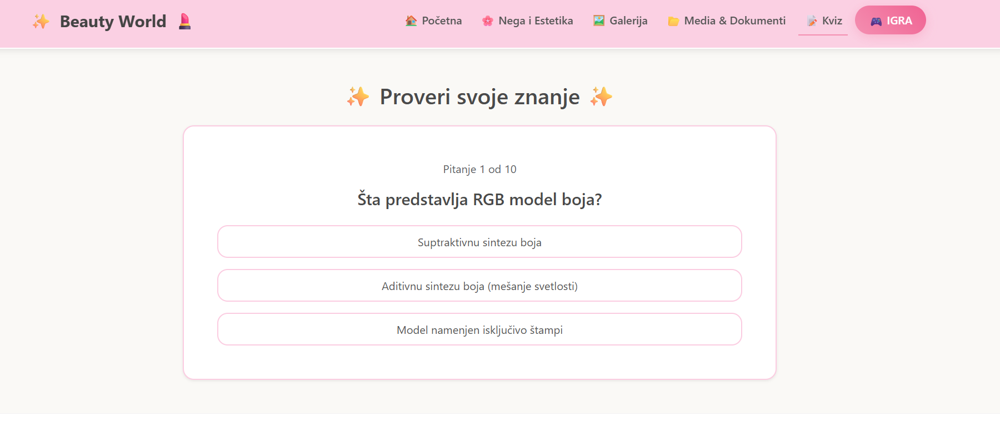 Beauty World
Početna
Nega i Estetika
Galerija
Media & Dokumenti
Kviz
IGRA
Proveri svoje znanje
Pitanje 1 od 10
Šta predstavlja RGB model boja?
Suptraktivnu sintezu boja
Aditivnu sintezu boja (mešanje svetlosti)
Model namenjen isključivo štampi